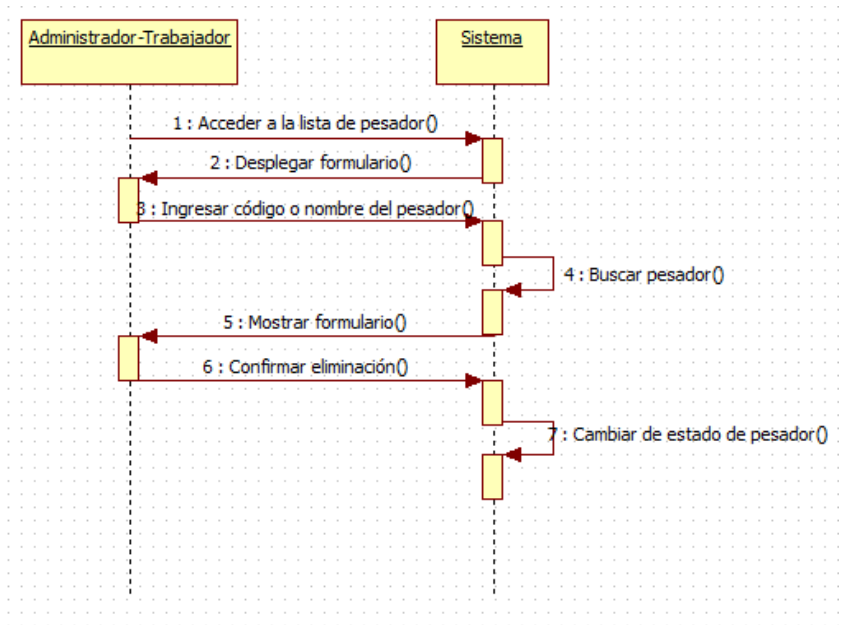 Administrador-Trabajador
Sistema
1 : Acceder a la lista de pesador()
2 : Desplegar formulario()
3 : Ingresar código o nombre del pesador()
4 : Buscar pesador()
5 : Mostrar formulario()
6 : Confirmar eliminación()
7 : Cambiar de estado de pesador()